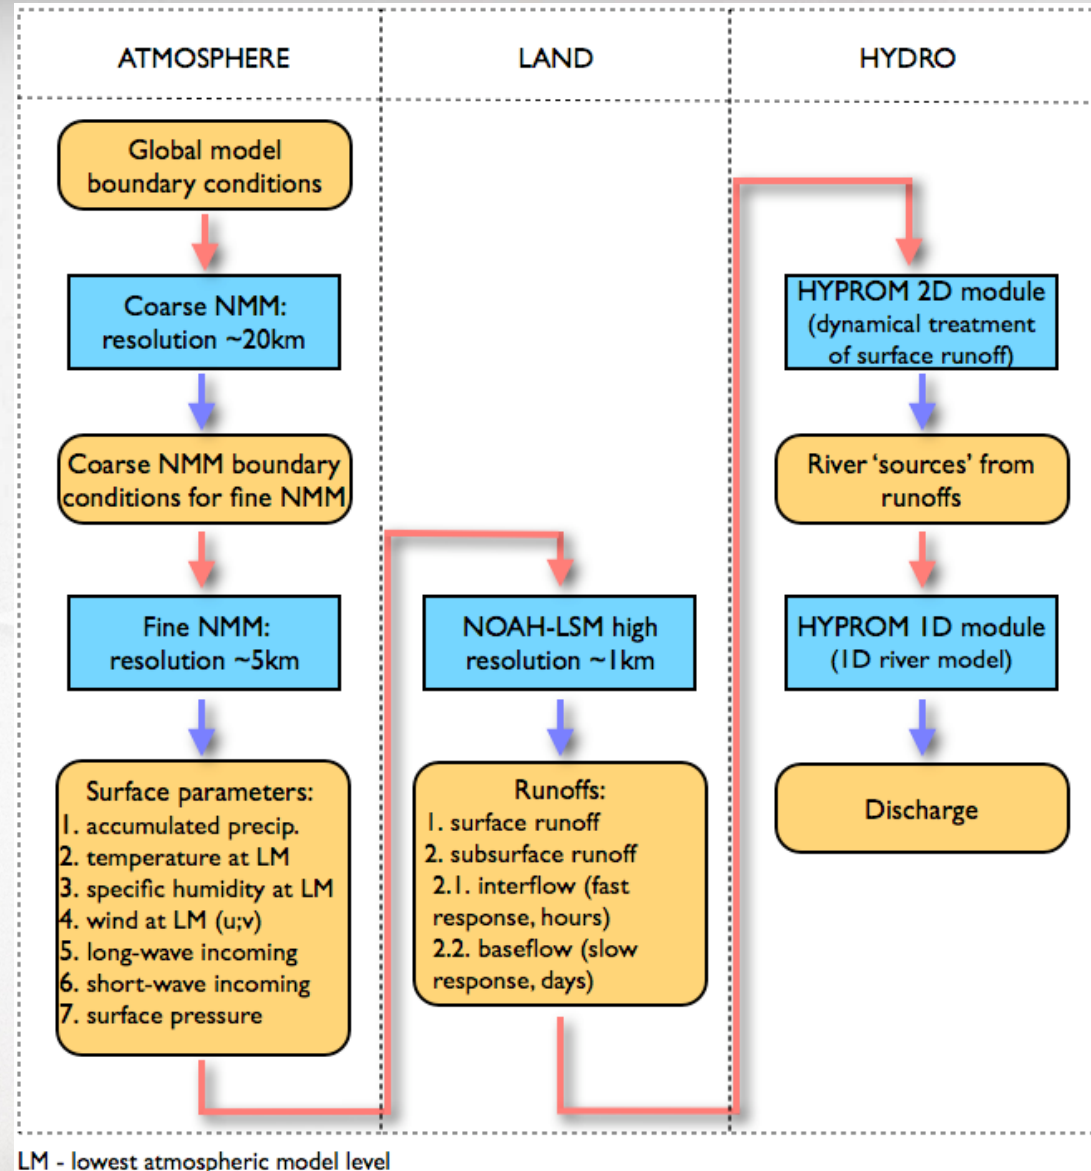 ATMOSPHERE
LAND
HYDRO
Global model
boundary conditions
Coarse NMM:
resolution ~20km
Coarse NMM boundary
conditions for fine NMM
Fine NMM:
resolution ~5km
Surface parameters:
1. accumulated precip.
2. temperature at LM
3. specific humidity at LM
4. wind at LM (u;v)
5. long-wave incoming
6. short-wave incoming
7. surface pressure
NOAH-LSM high
resolution ~1km
Runoffs:
1. surface runoff
2. subsurface runoff
2.1. interflow (fast
response, hours)
2.2. baseflow (slow
response, days)
HYPROM 2D module
(dynamical treatment
of surface runoff)
River ‘sources’ from
runoffs
HYPROM 1D module
(1D river model)
Discharge
LM - lowest atmospheric model level